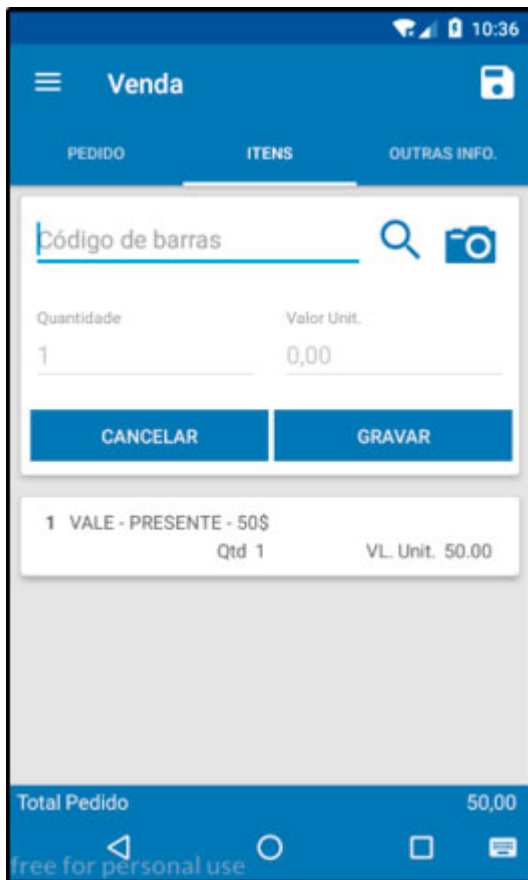 10:36
Venda
PEDIDO ITENS OUTRAS INFO.
Código de barras
Quantidade Valor Unit.
1 0,00
CANCELAR GRAVAR
1 VALE - PRESENTE - 50$
Qtd 1 VL. Unit. 50.00
Total Pedido 50,00
free for personal use